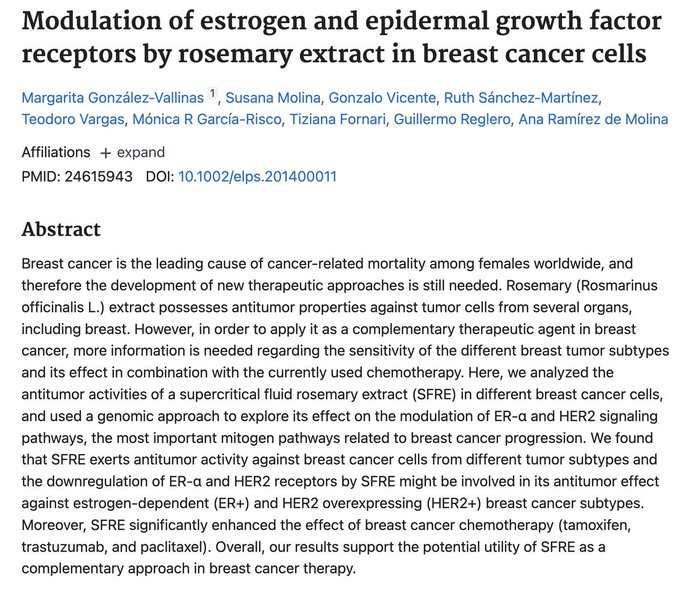 Modulation of estrogen and epidermal growth factor
receptors by rosemary extract in breast cancer cells
Margarita González-Vallinas 1, Susana Molina, Gonzalo Vicente, Ruth Sánchez-Martínez,
Teodoro Vargas, Mónica R García-Risco, Tiziana Fornari, Guillermo Reglero, Ana Ramírez de Molina
Affiliations + expand
PMID: 24615943 DOI: 10.1002/elps.201400011
Abstract
Breast cancer is the leading cause of cancer-related mortality among females worldwide, and
therefore the development of new therapeutic approaches is still needed. Rosemary (Rosmarinus
officinalis L.) extract possesses antitumor properties against tumor cells from several organs,
including breast. However, in order to apply it as a complementary therapeutic agent in breast
cancer, more information is needed regarding the sensitivity of the different breast tumor subtypes
and its effect in combination with the currently used chemotherapy. Here, we analyzed the
antitumor activities of a supercritical fluid rosemary extract (SFRE) in different breast cancer cells,
and used a genomic approach to explore its effect on the modulation of ER-α and HER2 signaling
pathways, the most important mitogen pathways related to breast cancer progression. We found
that SFRE exerts antitumor activity against breast cancer cells from different tumor subtypes and
the downregulation of ER-α and HER2 receptors by SFRE might be involved in its antitumor effect
against estrogen-dependent (ER+) and HER2 overexpressing (HER2+) breast cancer subtypes.
Moreover, SFRE significantly enhanced the effect of breast cancer chemotherapy (tamoxifen,
trastuzumab, and paclitaxel). Overall, our results support the potential utility of SFRE as a
complementary approach in breast cancer therapy.